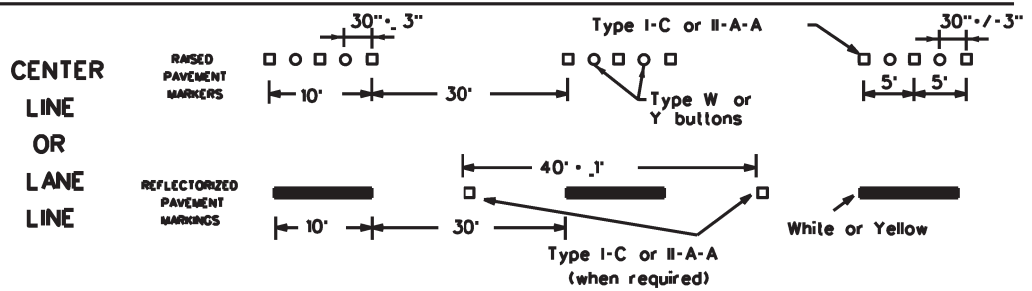 CENTER
LINE
OR
LANE
LINE
RAISED
PAVEMENT
MARKERS
30"·_ 3"
10'
30'
Type I-C or II-A-A
Type W or
Y buttons
30"·/-3"
5'
5'
REFLECTORIZED
PAVEMENT
MARKINGS
10'
30'
40'·_1'
Type I-C or II-A-A
(when required)
White or Yellow